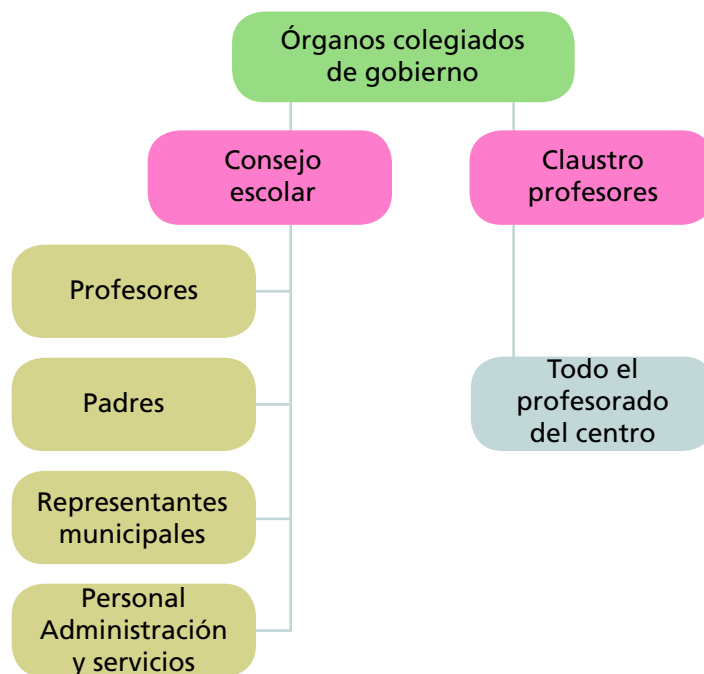 Órganos colegiados
de gobierno
Consejo
escolar
Claustro
profesores
Profesores
Padres
Representantes
municipales
Personal
Administración
y servicios
Todo el
profesorado
del centro